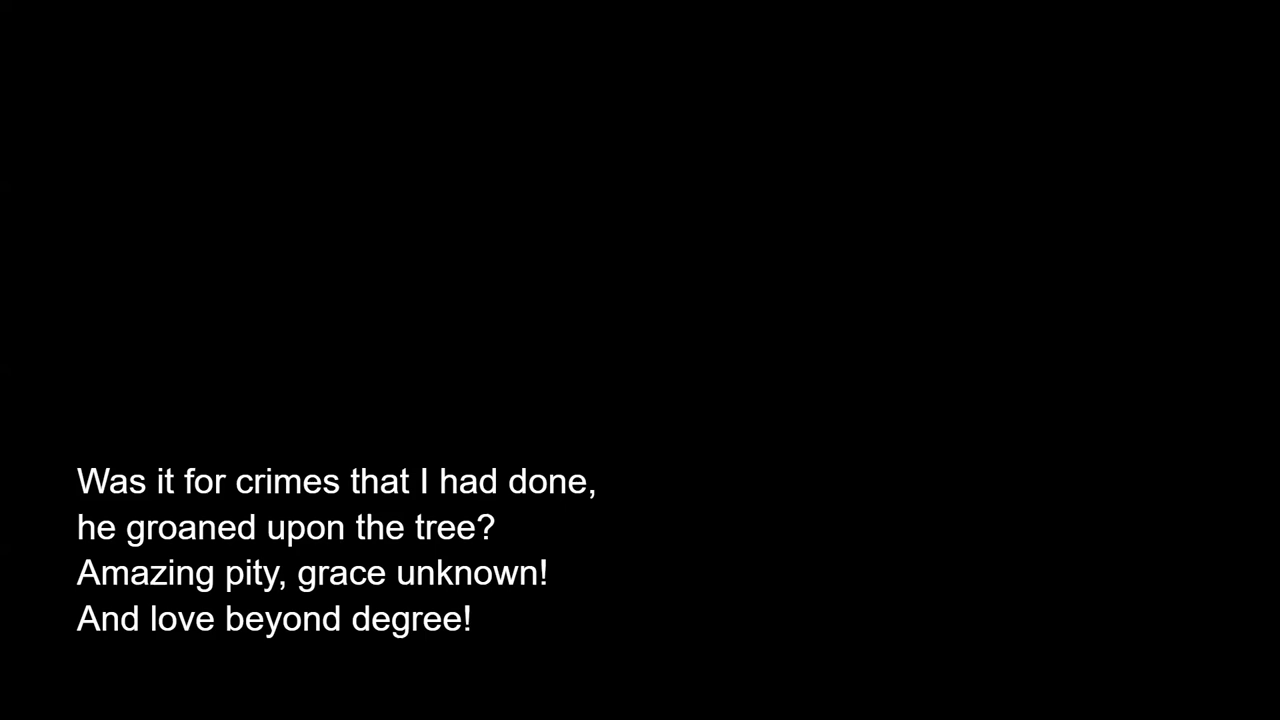 Was it for crimes that I had done,
he groaned upon the tree?
Amazing pity, grace unknown!
And love beyond degree!